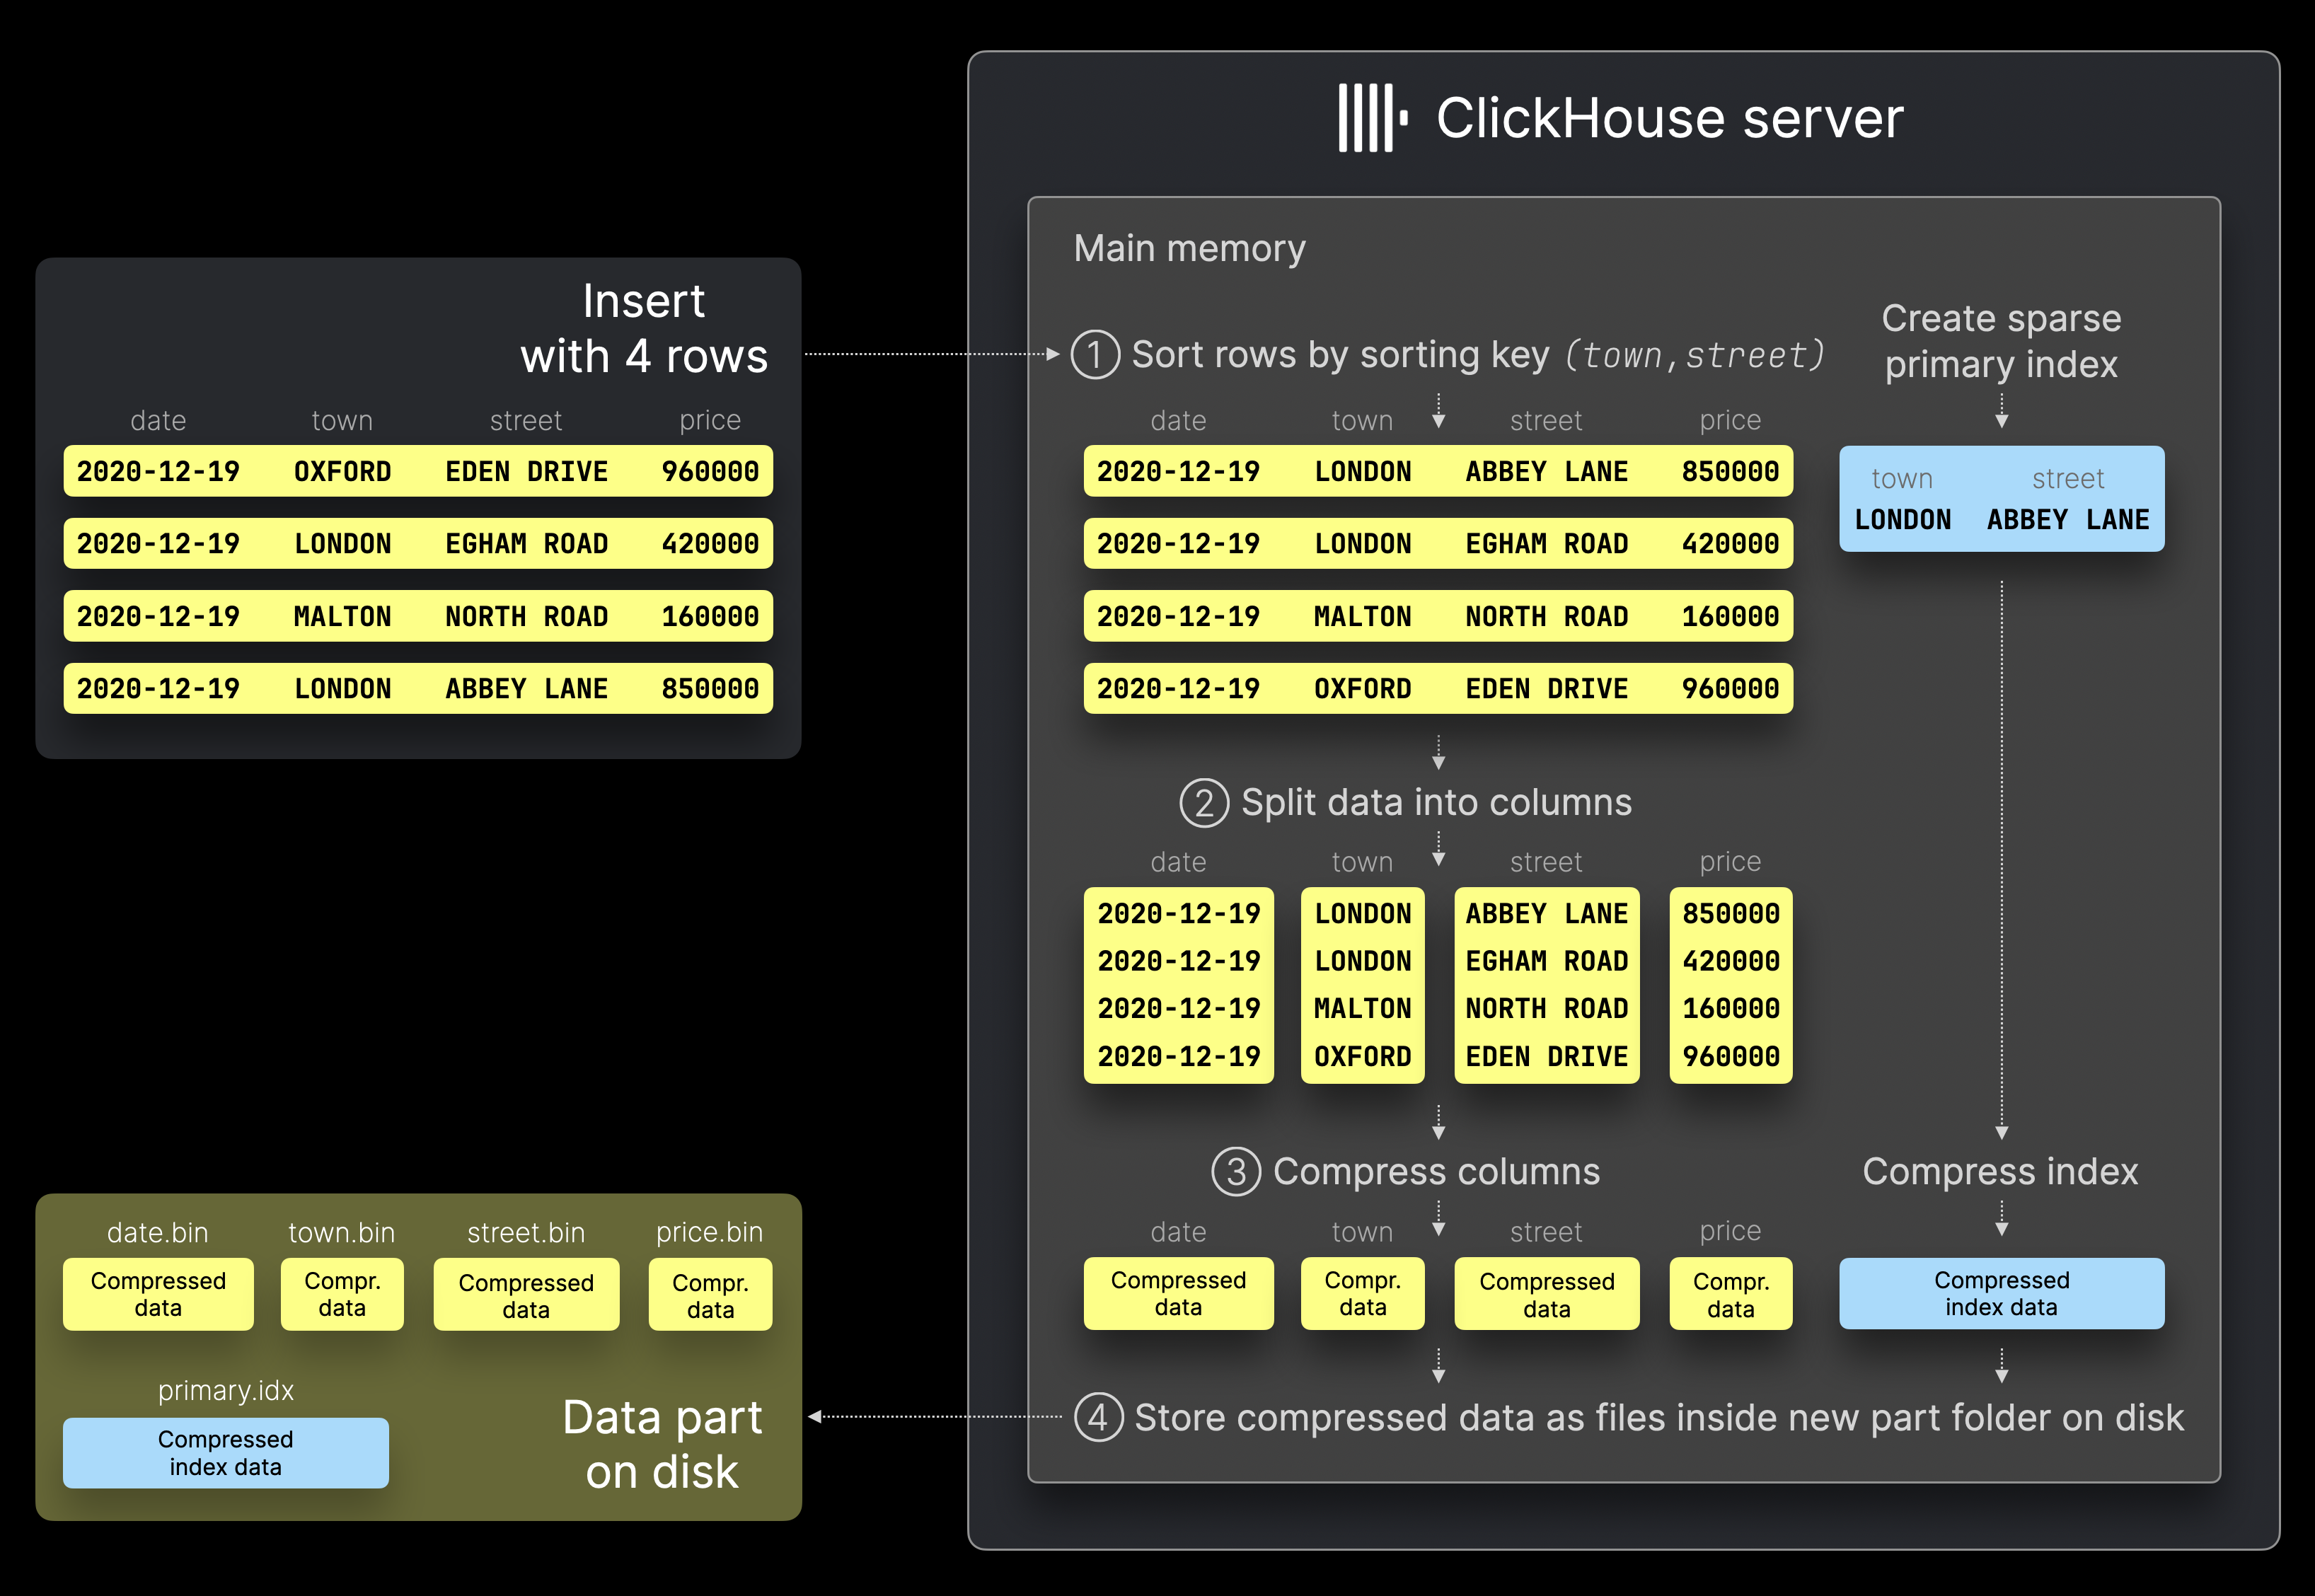 ClickHouse server
Insert
with 4 rows
date town street price
2020-12-19 OXFORD EDEN DRIVE 960000
2020-12-19 LONDON EGHAM ROAD 420000
2020-12-19 MALTON NORTH ROAD 160000
2020-12-19 LONDON ABBEY LANE 850000
Main memory
1 Sort rows by sorting key (town,street)
date town street price
2020-12-19 LONDON ABBEY LANE 850000
2020-12-19 LONDON EGHAM ROAD 420000
2020-12-19 MALTON NORTH ROAD 160000
2020-12-19 OXFORD EDEN DRIVE 960000
Create sparse
primary index
town street
LONDON ABBEY LANE
2 Split data into columns
date town street price
2020-12-19 LONDON ABBEY LANE 850000
2020-12-19 LONDON EGHAM ROAD 420000
2020-12-19 MALTON NORTH ROAD 160000
2020-12-19 OXFORD EDEN DRIVE 960000
3 Compress columns
date town street price
Compressed Compr. Compressed Compr.
data data data data
Compress index
Compressed
index data
4 Store compressed data as files inside new part folder on disk
date.bin town.bin street.bin price.bin
Compressed Compr. Compressed Compr.
data data data data
primary.idx
Compressed
index data
Data part
on disk